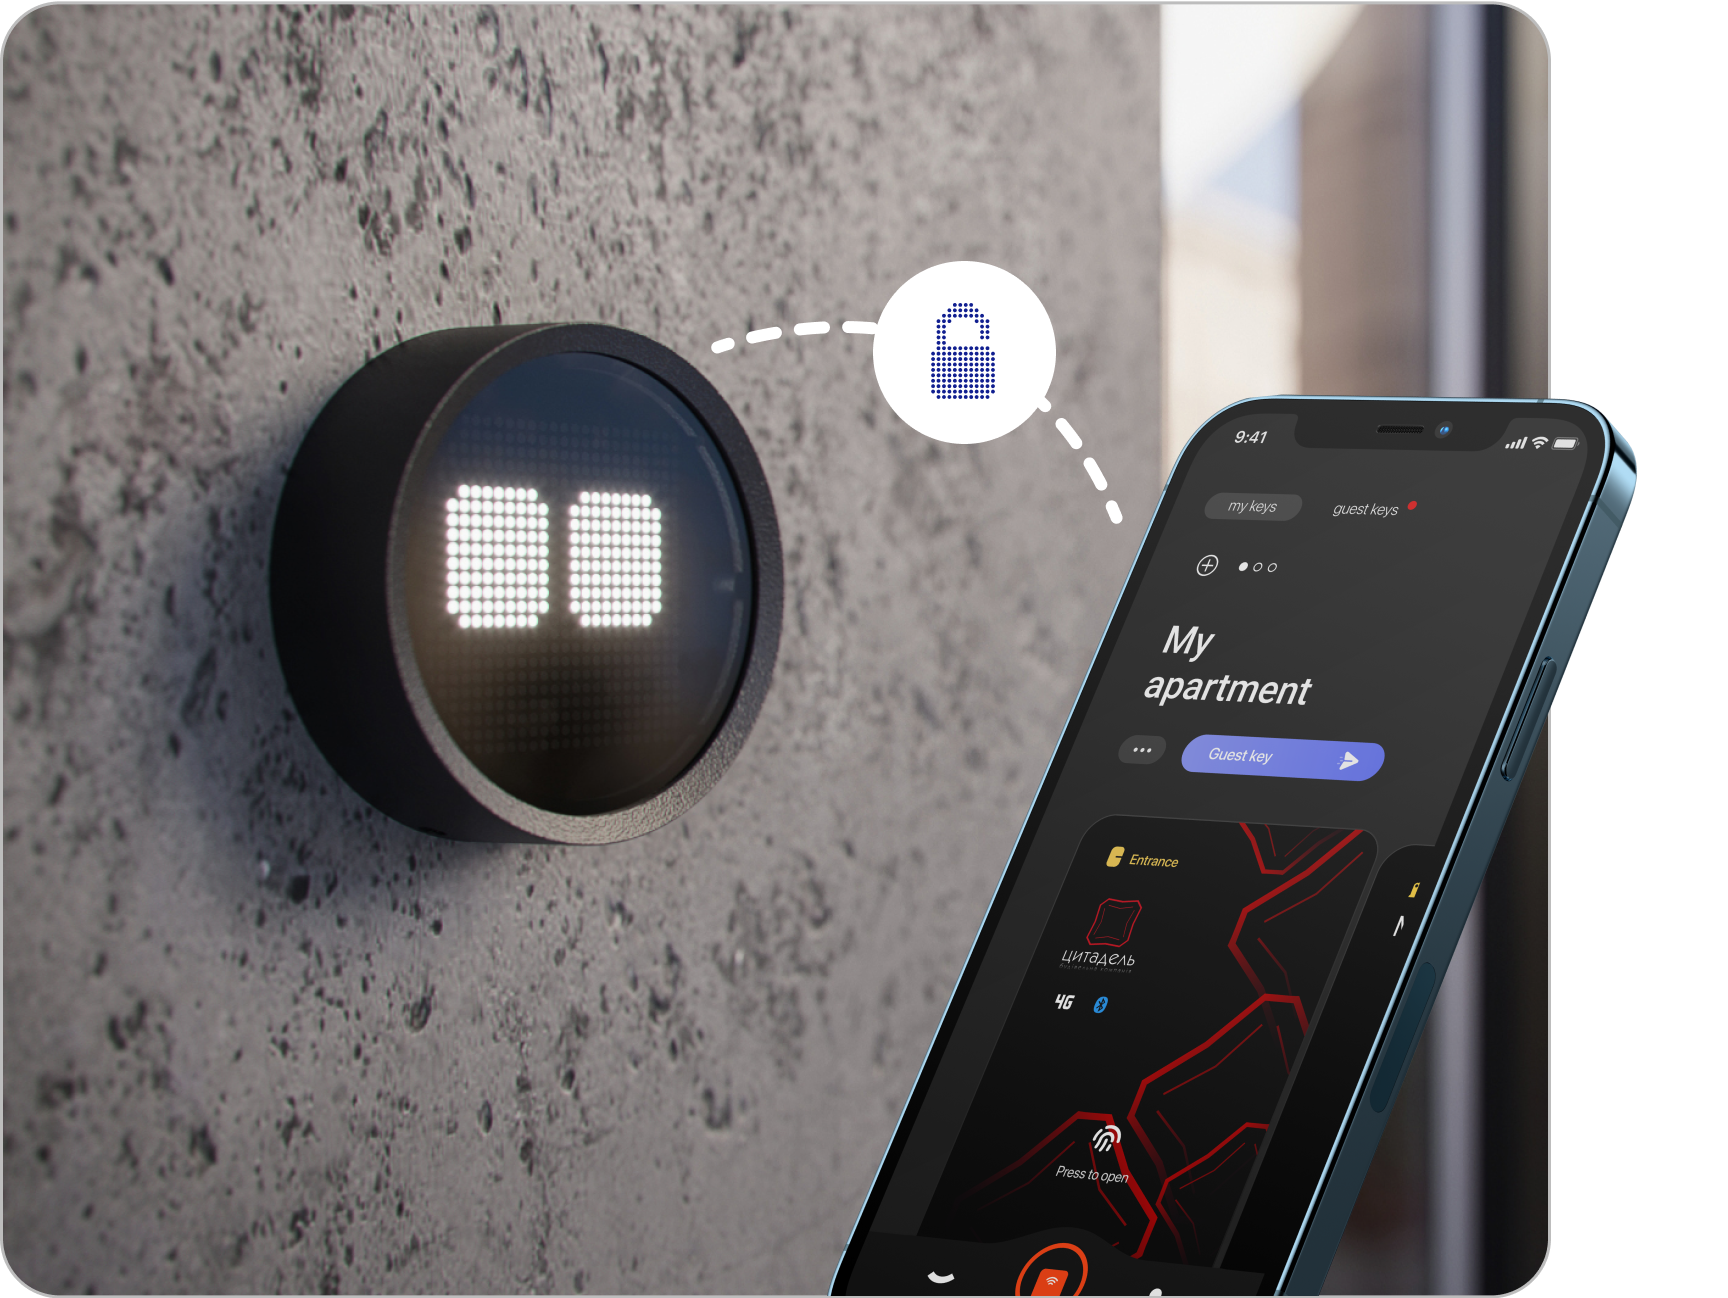 9:41
my keys
guest keys
My
apartment
Guest key
Entrance
ЦИТАДЕЛЬ
4G
Press to open